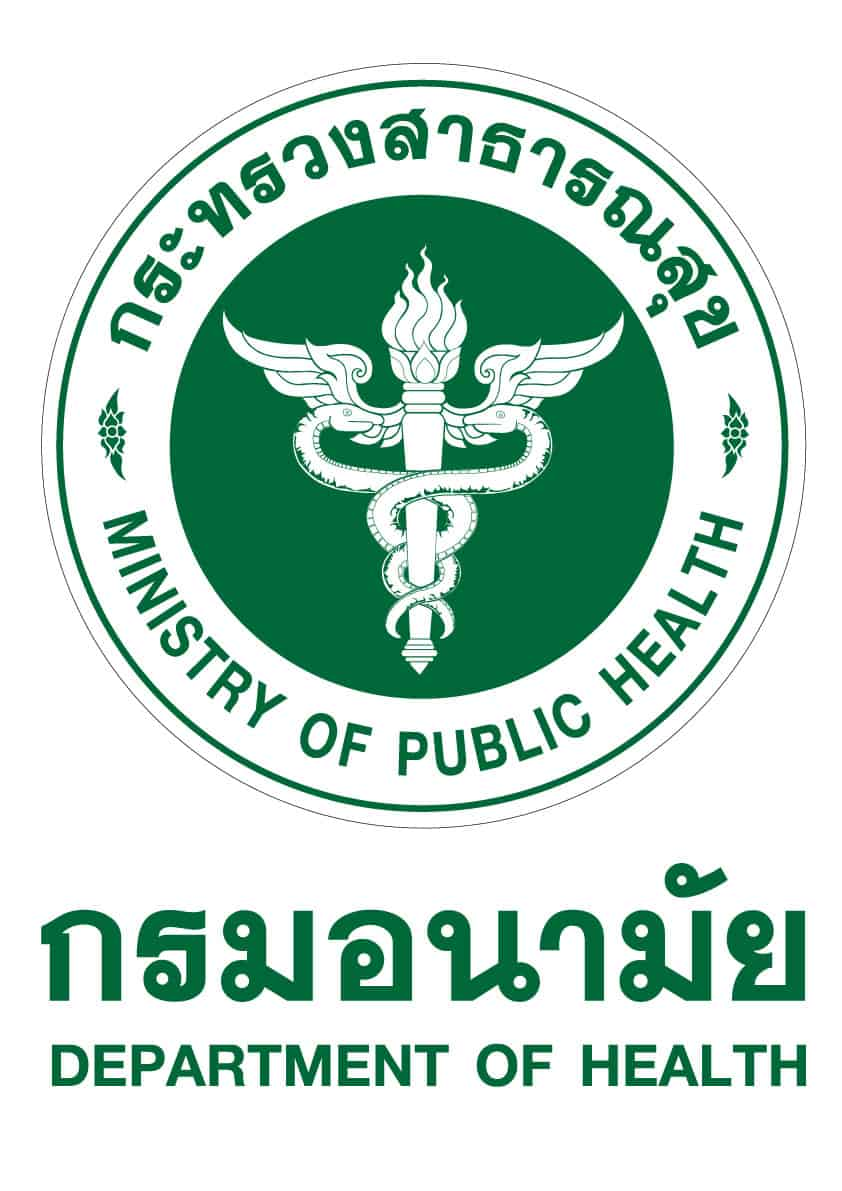 กระทรวงสาธารณสุข
MINISTRY OF PUBLIC HEALTH
กรมอนามัย
DEPARTMENT OF HEALTH